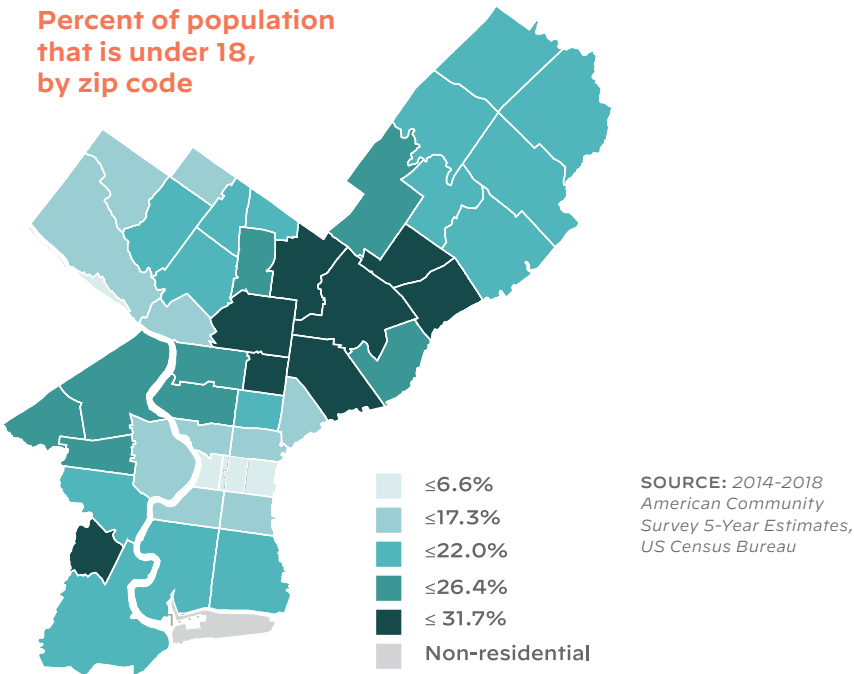 Percent of population
that is under 18,
by zip code
≤6.6%
≤17.3%
≤22.0%
≤26.4%
≤ 31.7%
Non-residential
SOURCE: 2014-2018
American Community
Survey 5-Year Estimates,
US Census Bureau